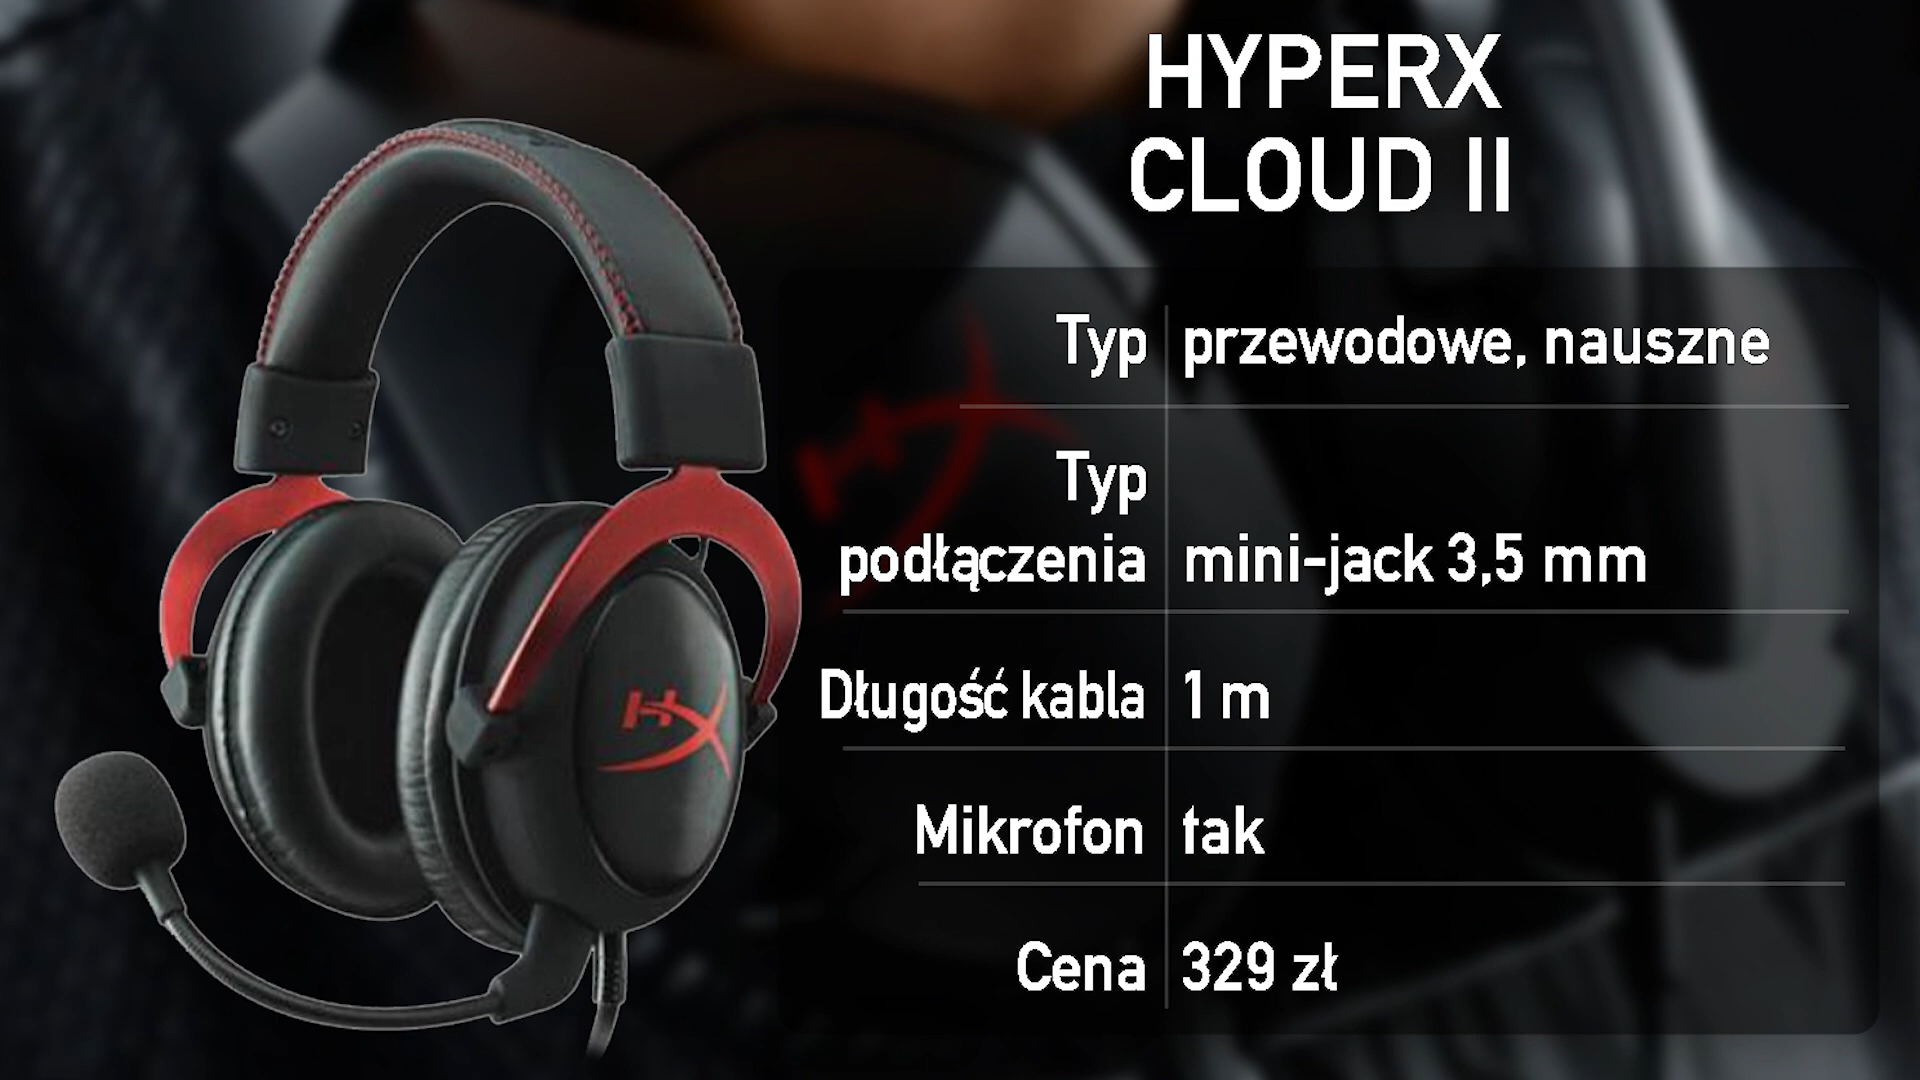 HYPERX
CLOUD II
Typ przewodowe, nauszne
Typ
podłączenia mini-jack 3,5 mm
Długość kabla 1 m
Mikrofon tak
Cena 329 zł
HX